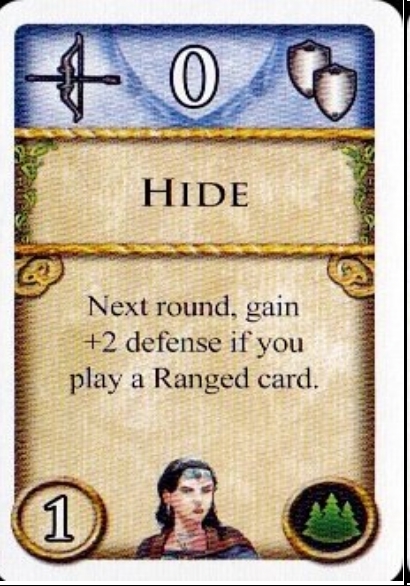 0
HIDE
Next round, gain
+2 defense if you
play a Ranged card.
1